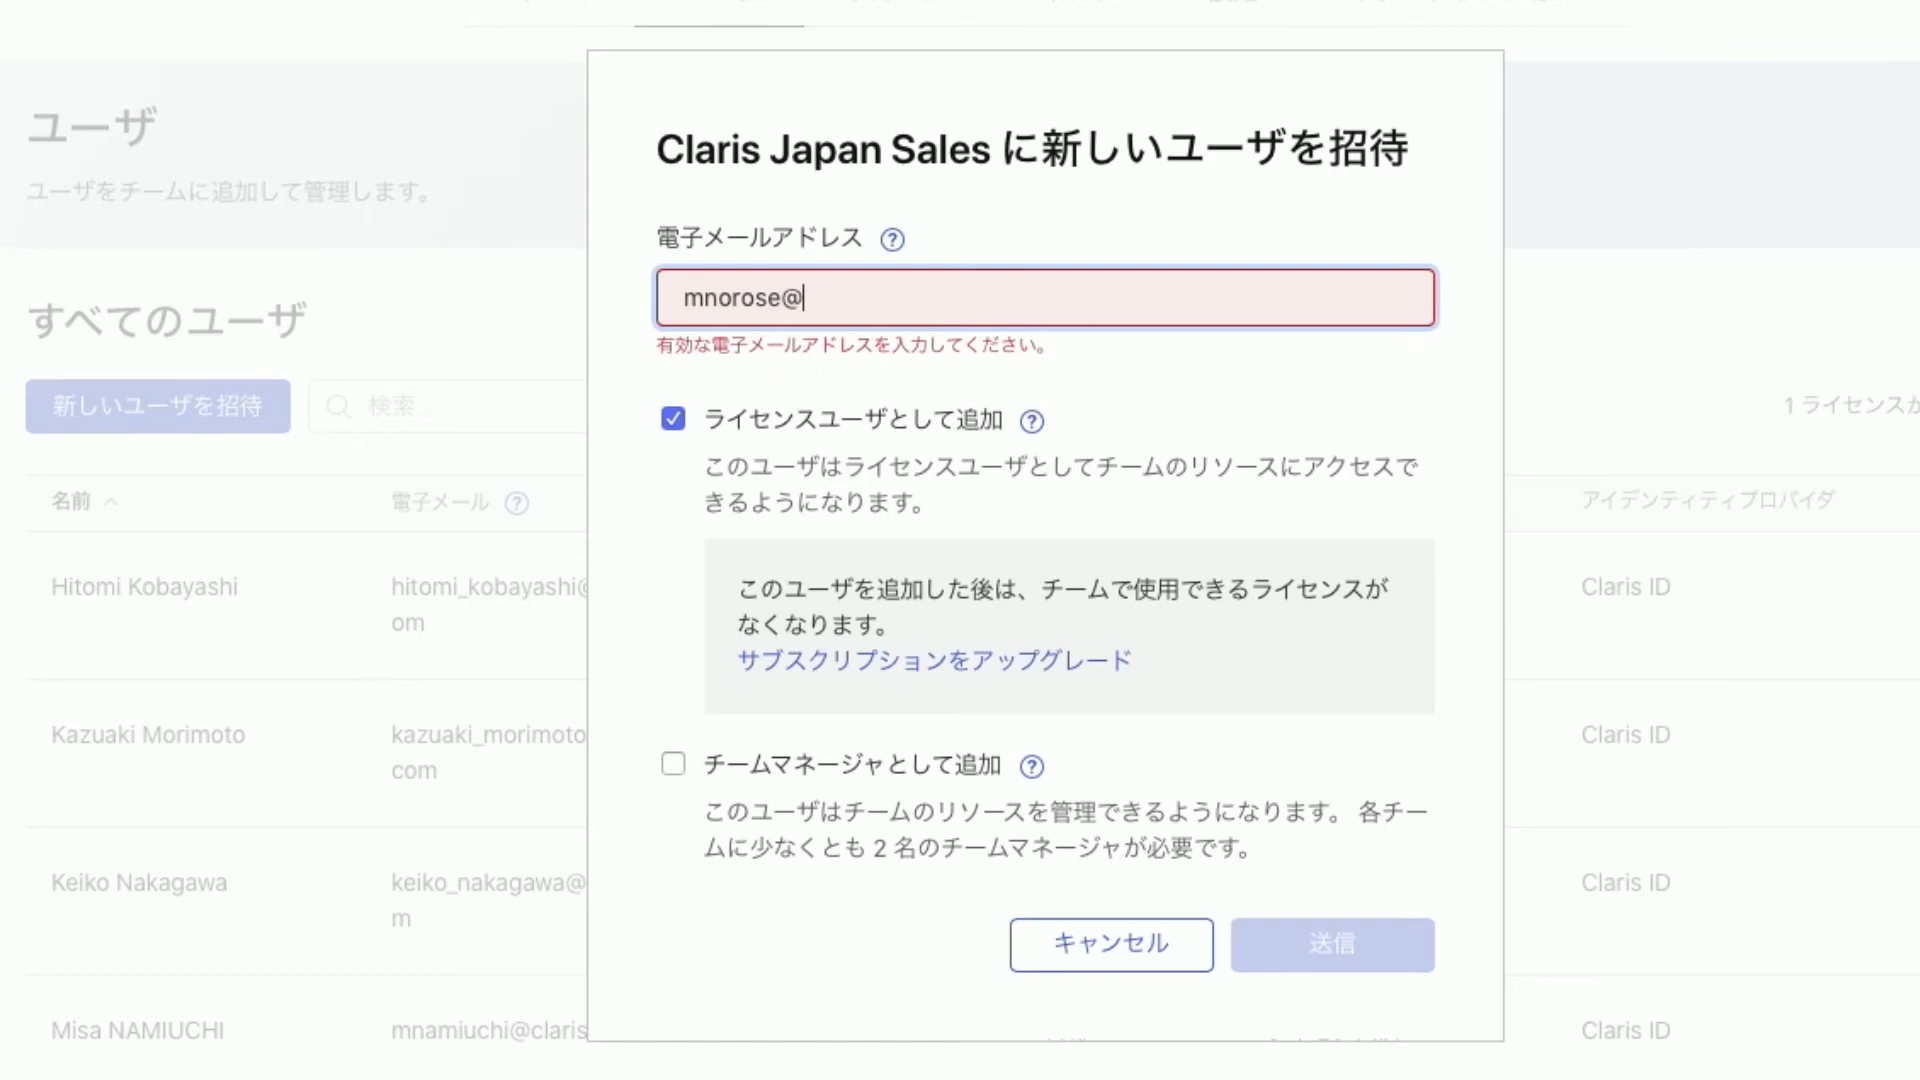 ユーザ
ユーザをチームに追加して管理します。
すべてのユーザ
新しいユーザを招待
検索
1 ライセンスが
名前
電子メール
アイデンティティプロバイダ
Hitomi Kobayashi
hitomi_kobayashi@
om
Claris ID
Kazuaki Morimoto
kazuaki_morimoto
com
Claris ID
Keiko Nakagawa
keiko_nakagawa@
m
Claris ID
Misa NAMIUCHI
mnamiuchi@claris
Claris ID
Claris Japan Sales に新しいユーザを招待
電子メールアドレス
mnorose@
有効な電子メールアドレスを入力してください。
ライセンスユーザとして追加
このユーザはライセンスユーザとしてチームのリソースにアクセスで
きるようになります。
このユーザを追加した後は、チームで使用できるライセンスが
なくなります。
サブスクリプションをアップグレード
チームマネージャとして追加
このユーザはチームのリソースを管理できるようになります。 各チー
ムに少なくとも 2 名のチームマネージャが必要です。
キャンセル
送信